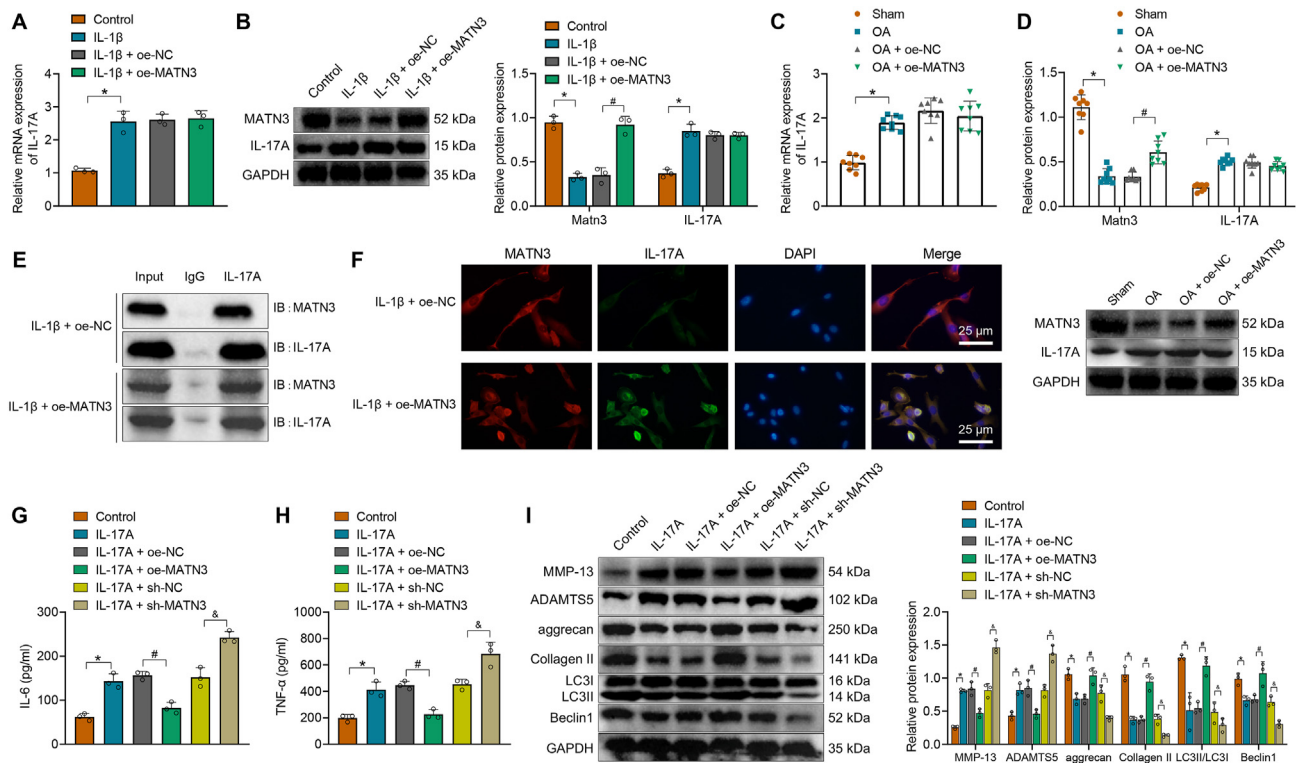 A
Control
IL-1β
IL-1β + oe-NC
IL-1β + oe-MATN3
Relative mRNA expression
of IL-17A
4
3
2
1
0
*
B
Control
IL-1β
IL-1β + oe-NC
IL-1β + oe-MATN3
MATN3
52 kDa
IL-17A
15 kDa
GAPDH
35 kDa
Control
IL-1β
IL-1β + oe-NC
IL-1β + oe-MATN3
Relative protein expression
1.5
1.0
0.5
0.0
*
#
*
Matn3
IL-17A
C
Sham
OA
OA + oe-NC
OA + oe-MATN3
Relative mRNA expression
of IL-17A
3
2
1
0
*
D
Sham
OA
OA + oe-NC
OA + oe-MATN3
Relative protein expression
1.5
1.0
0.5
0.0
*
#
*
Matn3
IL-17A
Sham
OA
OA + oe-NC
OA + oe-MATN3
MATN3
52 kDa
IL-17A
15 kDa
GAPDH
35 kDa
E
Input
IgG
IL-17A
IL-1β + oe-NC
IB : MATN3
IB : IL-17A
IL-1β + oe-MATN3
IB : MATN3
IB : IL-17A
F
MATN3
IL-17A
DAPI
Merge
IL-1β + oe-NC
25 µm
IL-1β + oe-MATN3
25 µm
G
Control
IL-17A
IL-17A + oe-NC
IL-17A + oe-MATN3
IL-17A + sh-NC
IL-17A + sh-MATN3
IL-6 (pg/ml)
300
200
100
0
*
#
&
H
Control
IL-17A
IL-17A + oe-NC
IL-17A + oe-MATN3
IL-17A + sh-NC
IL-17A + sh-MATN3
TNF-α (pg/ml)
1000
800
600
400
200
0
*
#
&
I
Control
IL-17A
IL-17A + oe-NC
IL-17A + oe-MATN3
IL-17A + sh-NC
IL-17A + sh-MATN3
MMP-13
54 kDa
ADAMTS5
102 kDa
aggrecan
250 kDa
Collagen II
141 kDa
LC3I
16 kDa
LC3II
14 kDa
Beclin1
52 kDa
GAPDH
35 kDa
Control
IL-17A
IL-17A + oe-NC
IL-17A + oe-MATN3
IL-17A + sh-NC
IL-17A + sh-MATN3
Relative protein expression
2.0
1.5
1.0
0.5
0.0
*
#
&
*
#
&
*
#
&
*
#
&
*
#
&
*
#
&
MMP-13
ADAMTS5
aggrecan
Collagen II
LC3II/LC3I
Beclin1